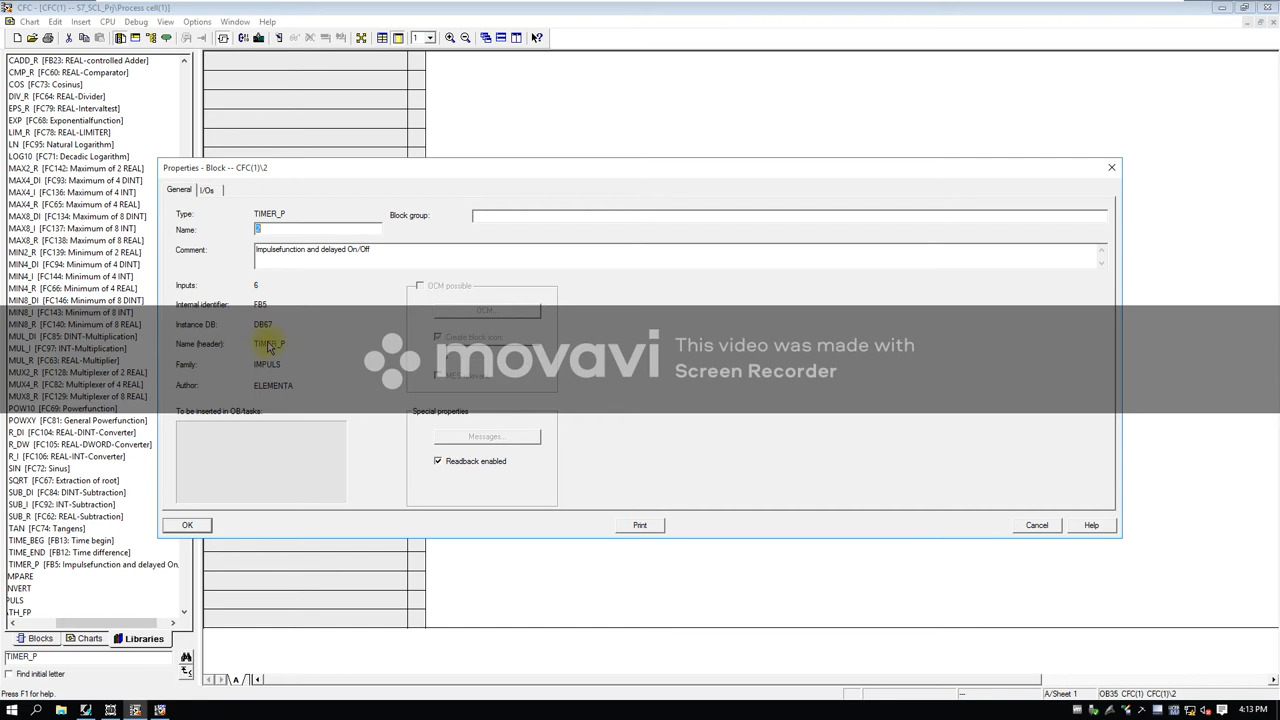 CFC - [CFC(1) -- S7_SCL_Prj\Process cell(1)]
Chart Edit Insert CPU Debug View Options Window Help
1
CADD_R [FB23: REAL-controlled Adder]
CMP_R [FC60: REAL-Comparator]
COS [FC73: Cosinus]
DIV_R [FC64: REAL-Divider]
EPS_R [FC79: REAL-Intervaltest]
EXP [FC68: Exponentialfunction]
LIM_R [FC78: REAL-LIMITER]
LN [FC95: Natural Logarithm]
LOG10 [FC71: Decadic Logarithm]
MAX2_R [FC142: Maximum of 2 REAL]
MAX4_DI [FC93: Maximum of 4 DINT]
MAX4_I [FC136: Maximum of 4 INT]
MAX4_R [FC65: Maximum of 4 REAL]
MAX8_DI [FC134: Maximum of 8 DINT]
MAX8_I [FC137: Maximum of 8 INT]
MAX8_R [FC138: Maximum of 8 REAL]
MIN2_R [FC139: Minimum of 2 REAL]
MIN4_DI [FC94: Minimum of 4 DINT]
MIN4_I [FC144: Minimum of 4 INT]
MIN4_R [FC66: Minimum of 4 REAL]
MIN8_DI [FC146: Minimum of 8 DINT]
MIN8_I [FC143: Minimum of 8 INT]
MIN8_R [FC140: Minimum of 8 REAL]
MUL_DI [FC85: DINT-Multiplication]
MUL_I [FC97: INT-Multiplication]
MUL_R [FC63: REAL-Multiplier]
MUX2_R [FC128: Multiplexer of 2 REAL]
MUX4_R [FC82: Multiplexer of 4 REAL]
MUX8_R [FC129: Multiplexer of 8 REAL]
POW10 [FC69: Powerfunction]
POWXY [FC81: General Powerfunction]
R_DI [FC104: REAL-DINT-Converter]
R_DW [FC105: REAL-DWORD-Converter]
R_I [FC106: REAL-INT-Converter]
SIN [FC72: Sinus]
SQRT [FC67: Extraction of root]
SUB_DI [FC84: DINT-Subtraction]
SUB_I [FC92: INT-Subtraction]
SUB_R [FC62: REAL-Subtraction]
TAN [FC74: Tangens]
TIME_BEG [FB13: Time begin]
TIME_END [FB12: Time difference]
TIMER_P [FB5: Impulsefunction and delayed On
MPARE
NVERT
PULS
ATH_FP
Blocks Charts Libraries
TIMER_P
Find initial letter
Press F1 for help.
Properties - Block -- CFC(1)\2
General I/Os
Type: TIMER_P Block group:
Name: 2
Comment: Impulsefunction and delayed On/Off
Inputs: 6 OCM possible
Internal identifier: FB5 OCM...
Instance DB: DB67
Create block icon:
Name (header): TIMER_P
Family: IMPULS
Author: ELEMENTA
To be inserted in OB/tasks: Special properties
Messages...
Readback enabled
OK Print Cancel Help
movavi
This video was made with
Screen Recorder
A
--- A/Sheet 1 OB35 CFC(1) CFC(1)\2
4:13 PM